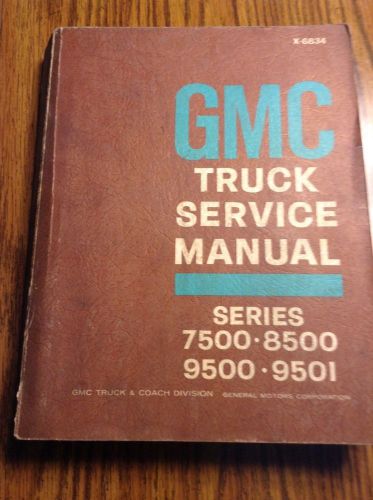 X-6834
GMC
TRUCK
SERVICE
MANUAL
SERIES
7500·8500
9500·9501
GMC TRUCK & COACH DIVISION GENERAL MOTORS CORPORATION